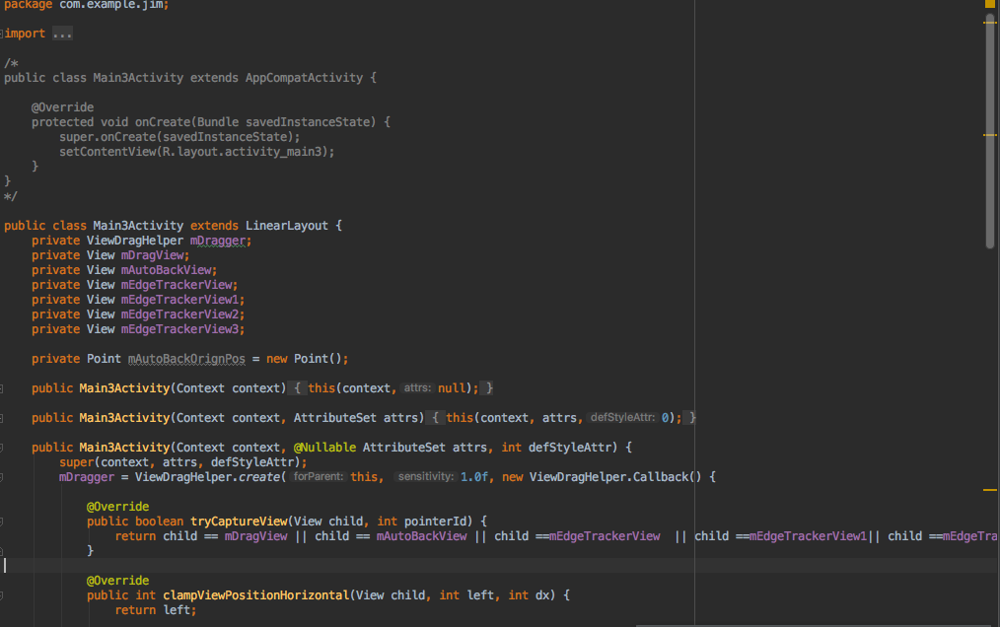 package com.example.jim;
import ...
/*
public class Main3Activity extends AppCompatActivity {
@Override
protected void onCreate(Bundle savedInstanceState) {
super.onCreate(savedInstanceState);
setContentView(R.layout.activity_main3);
}
}
*/
public class Main3Activity extends LinearLayout {
private ViewDragHelper mDragger;
private View mDragView;
private View mAutoBackView;
private View mEdgeTrackerView;
private View mEdgeTrackerView1;
private View mEdgeTrackerView2;
private View mEdgeTrackerView3;
private Point mAutoBackOrignPos = new Point();
public Main3Activity(Context context) { this(context, attrs: null); }
public Main3Activity(Context context, AttributeSet attrs) { this(context, attrs, defStyleAttr: 0); }
public Main3Activity(Context context, @Nullable AttributeSet attrs, int defStyleAttr) {
super(context, attrs, defStyleAttr);
mDragger = ViewDragHelper.create( forParent: this, sensitivity: 1.0f, new ViewDragHelper.Callback() {
@Override
public boolean tryCaptureView(View child, int pointerId) {
return child == mDragView || child == mAutoBackView || child ==mEdgeTrackerView || child ==mEdgeTrackerView1|| child ==mEdgeTra
}
@Override
public int clampViewPositionHorizontal(View child, int left, int dx) {
return left;